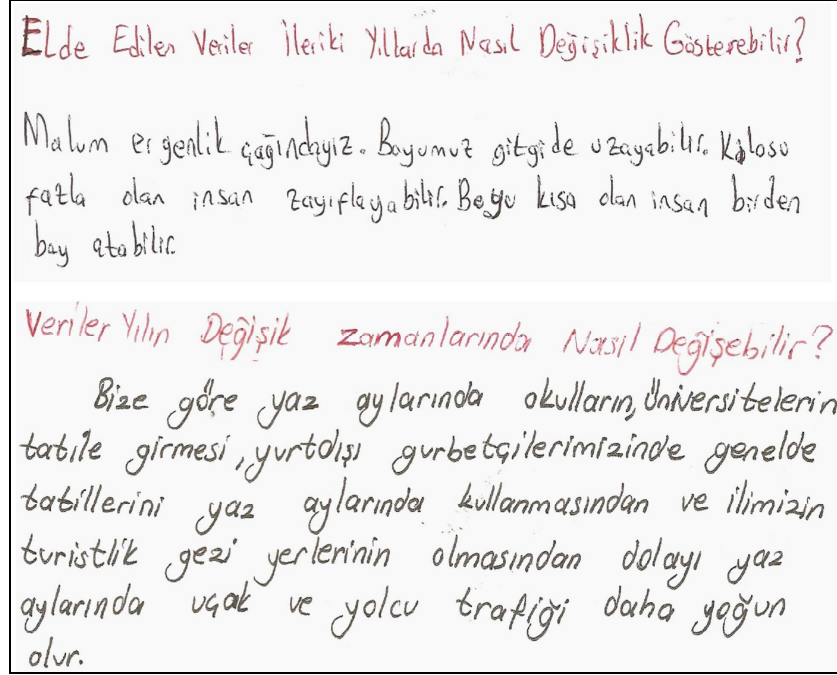 Elde Edilen Veriler İleriki Yıllarda Nasıl Değişiklik Gösterebilir?
Malum ergenlik çağındayız. Boyumuz gitgide uzayabilir. Kilosu
fazla olan insan zayıflayabilir. Boyu kısa olan insan birden
boy atabilir.
Veriler Yılın Değişik zamanlarında Nasıl Değişebilir?
Bize göre yaz aylarında okulların, üniversitelerin
tatile girmesi, yurtdışı gurbetçilerimizinde genelde
tatillerini yaz aylarında kullanmasından ve ilimizin
turistlik gezi yerlerinin olmasından dolayı yaz
aylarında uçak ve yolcu trafiği daha yoğun
olur.